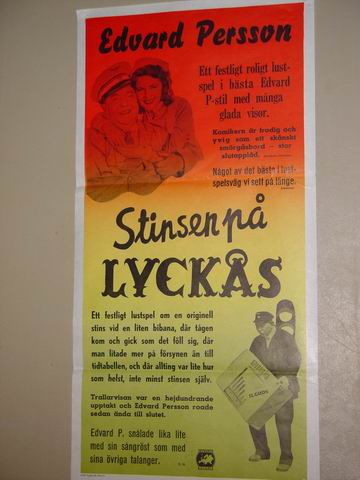 Edvard Persson
Ett festligt roligt lust-
spel i bästa Edvard
P-stil med många
glada visor.
Komikern är frodig och
yvig som ett skånskt
smörgåsbord – stor
slutapplåd.
Något av det bästa i lust-
spelsväg vi sett på länge.
Stinsen på
LYCKÅS
Ett festligt lustspel om en originell
stins vid en liten bibana, där tågen
kom och gick som det föll sig, där
man litade mer på försynen än till
tidtabellen, och där allting var lite hur
som helst, inte minst stinsen själv.
Trallarvisan var en hejdundrande
upptakt och Edvard Persson roade
sedan ända till slutet.
Edvard P. snålade lika lite
med sin sångröst som med
sina övriga talanger.